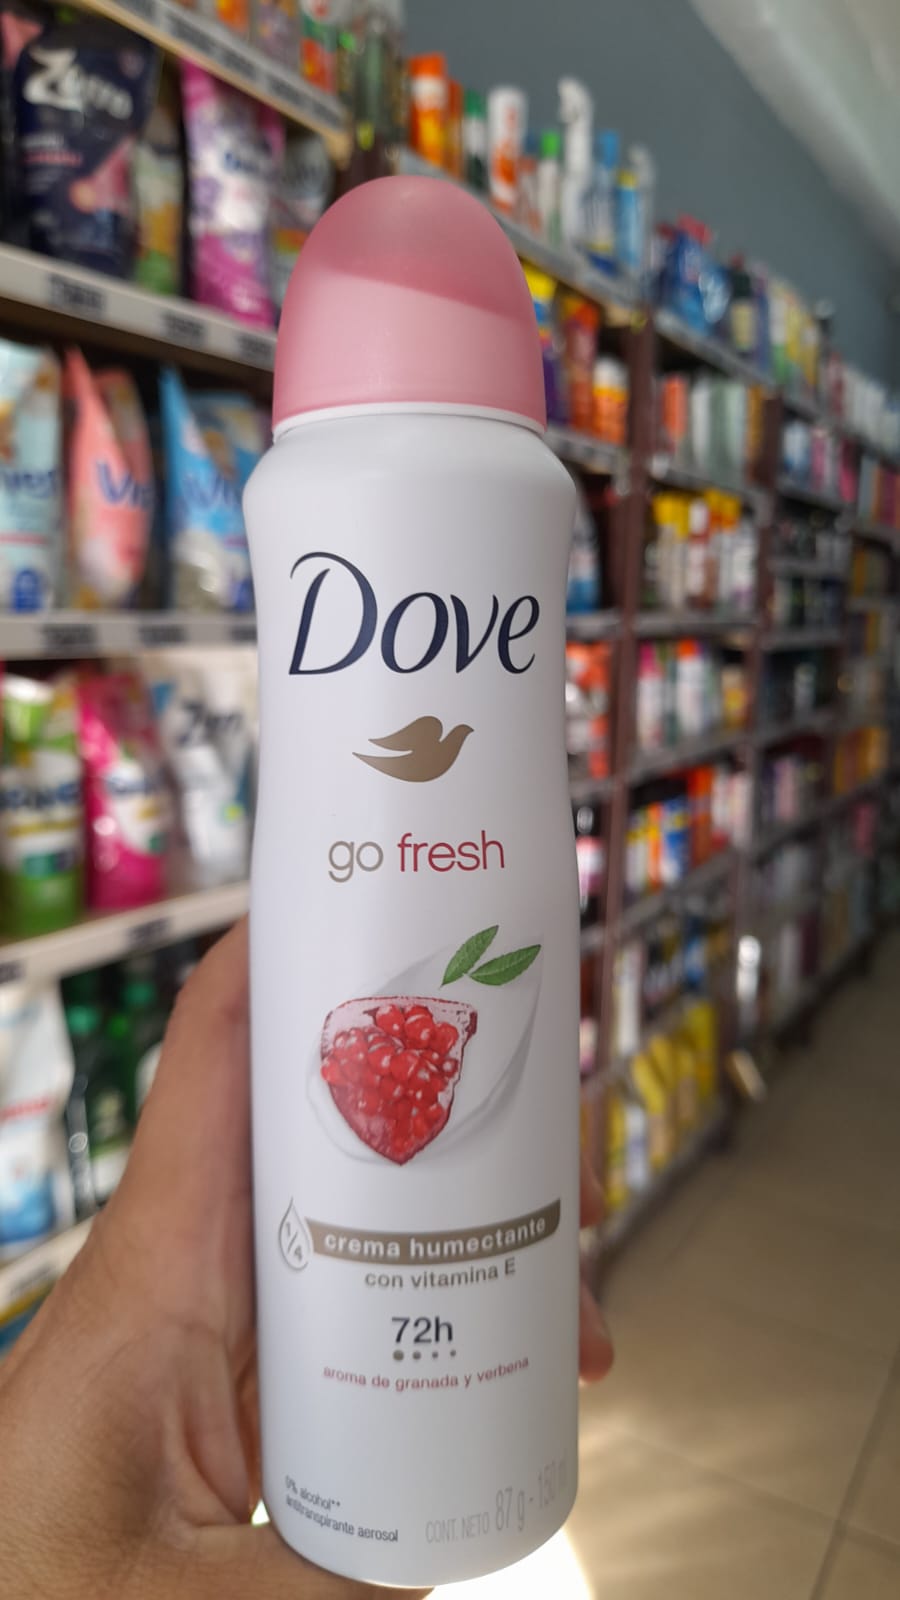 Zorro
Dove
go fresh
1/4
crema humectante
con vitamina E
72h
aroma de granada y verbena
0% alcohol**
antitranspirante aerosol
CONT. NETO 87 g - 150 ml